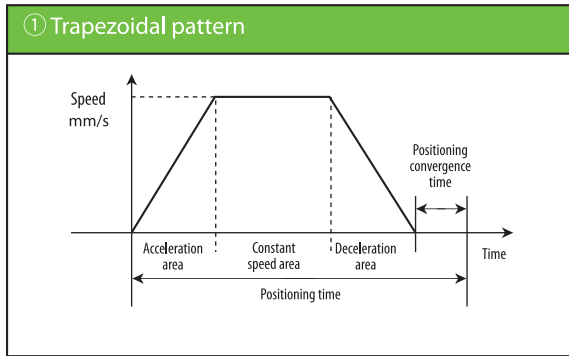 ① Trapezoidal pattern
Speed
mm/s
Positioning
convergence
time
Acceleration
area
Constant
speed area
Deceleration
area
Time
Positioning time